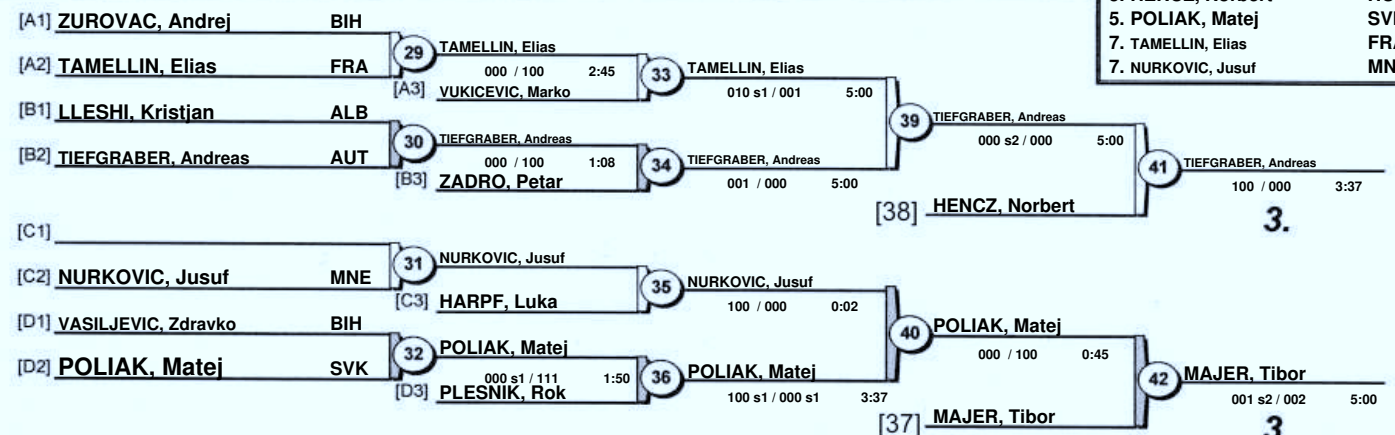 [A1] ZUROVAC, Andrej BIH
5. POLIAK, Matej
7. TAMELLIN, Elias
7. NURKOVIC, Jusuf
29 TAMELLIN, Elias
[A2] TAMELLIN, Elias FRA
000 / 100 2:45
33 TAMELLIN, Elias
[A3] VUKICEVIC, Marko
010 s1 / 001 5:00
[B1] LLESHI, Kristjan ALB
39 TIEFGRABER, Andreas
30 TIEFGRABER, Andreas
000 s2 / 000 5:00
[B2] TIEFGRABER, Andreas AUT
000 / 100 1:08
34 TIEFGRABER, Andreas
41 TIEFGRABER, Andreas
[B3] ZADRO, Petar
001 / 000 5:00
100 / 000 3:37
[38] HENCZ, Norbert
3.
[C1]
31 NURKOVIC, Jusuf
[C2] NURKOVIC, Jusuf MNE
35 NURKOVIC, Jusuf
[C3] HARPF, Luka
100 / 000 0:02
[D1] VASILJEVIC, Zdravko BIH
40 POLIAK, Matej
32 POLIAK, Matej
000 / 100 0:45
[D2] POLIAK, Matej SVK
000 s1 / 111 1:50
36 POLIAK, Matej
42 MAJER, Tibor
[D3] PLESNIK, Rok
100 s1 / 000 s1 3:37
001 s2 / 002 5:00
[37] MAJER, Tibor
3